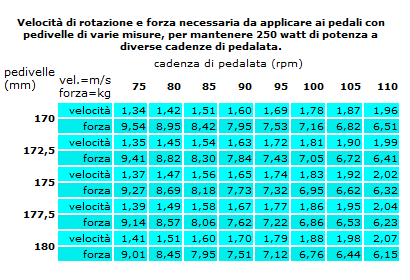 Velocità di rotazione e forza necessaria da applicare ai pedali con
pedivelle di varie misure, per mantenere 250 watt di potenza a
diverse cadenze di pedalata.
cadenza di pedalata (rpm)
pedivelle (mm) vel.=m/s forza=kg 75 80 85 90 95 100 105 110
170 velocità 1,34 1,42 1,51 1,60 1,69 1,78 1,87 1,96
forza 9,54 8,95 8,42 7,95 7,53 7,16 6,82 6,51
172,5 velocità 1,35 1,45 1,54 1,63 1,72 1,81 1,90 1,99
forza 9,41 8,82 8,30 7,84 7,43 7,05 6,72 6,41
175 velocità 1,37 1,47 1,56 1,65 1,74 1,83 1,92 2,02
forza 9,27 8,69 8,18 7,73 7,32 6,95 6,62 6,32
177,5 velocità 1,39 1,49 1,58 1,67 1,77 1,86 1,95 2,04
forza 9,14 8,57 8,06 7,62 7,22 6,86 6,53 6,23
180 velocità 1,41 1,51 1,60 1,70 1,79 1,88 1,98 2,07
forza 9,01 8,45 7,95 7,51 7,12 6,76 6,44 6,15